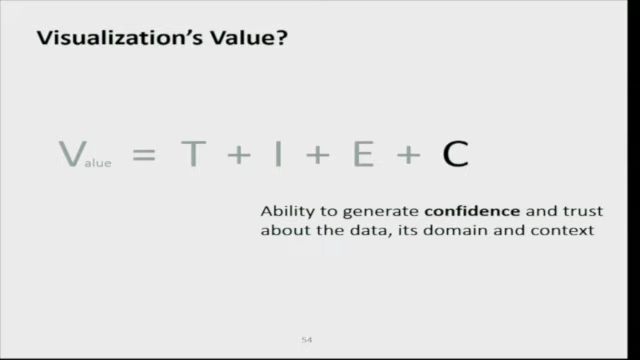 Visualization's Value?
Value = T + I + E + C
Ability to generate confidence and trust
about the data, its domain and context
54